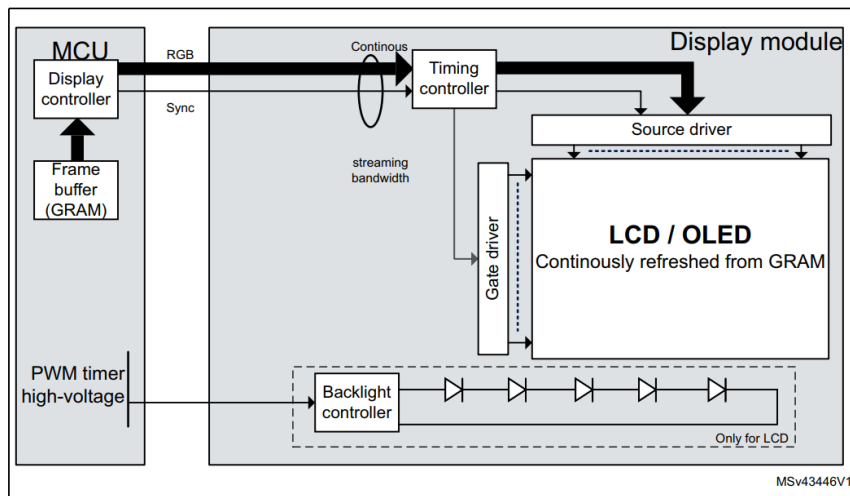 MCU
Display
controller
Frame
buffer
(GRAM)
PWM timer
high-voltage
RGB
Sync
Display module
Continous
streaming
bandwidth
Timing
controller
Source driver
Gate driver
LCD / OLED
Continously refreshed from GRAM
Backlight
controller
Only for LCD
MSv43446V1